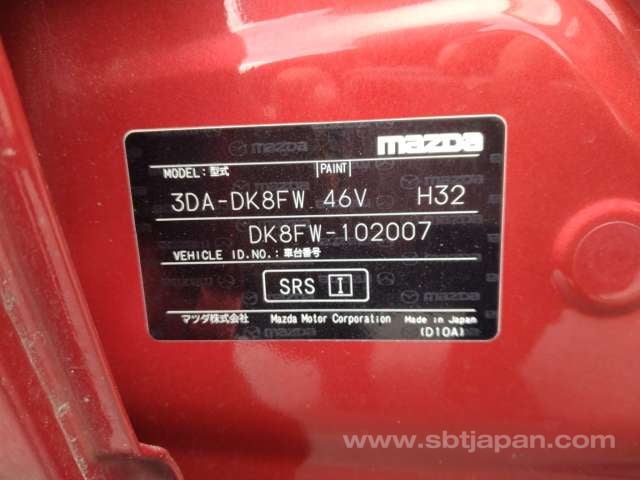 mazda
MODEL:型式 PAINT
3DA-DK8FW 46V H32
DK8FW-102007
VEHICLE ID.NO.:車台番号
SRS I
マツダ株式会社 Mazda Motor Corporation Made in Japan
(D10A)
www.sbtjapan.com